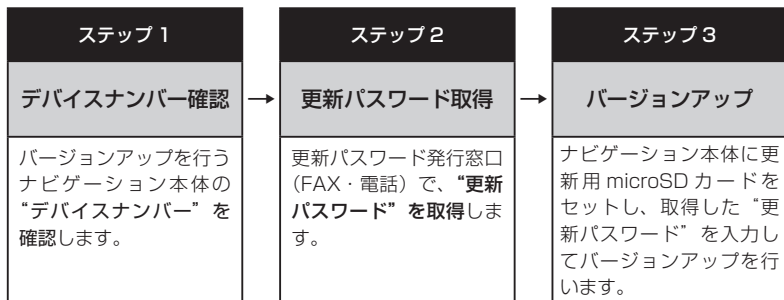 ステップ 1
デバイスナンバー確認
バージョンアップを行う
ナビゲーション本体の
“デバイスナンバー”を
確認します。
→
ステップ 2
更新パスワード取得
更新パスワード発行窓口
（FAX・電話）で、“更新
パスワード”を取得しま
す。
→
ステップ 3
バージョンアップ
ナビゲーション本体に更
新用 microSD カードを
セットし、取得した“更
新パスワード”を入力し
てバージョンアップを行
います。